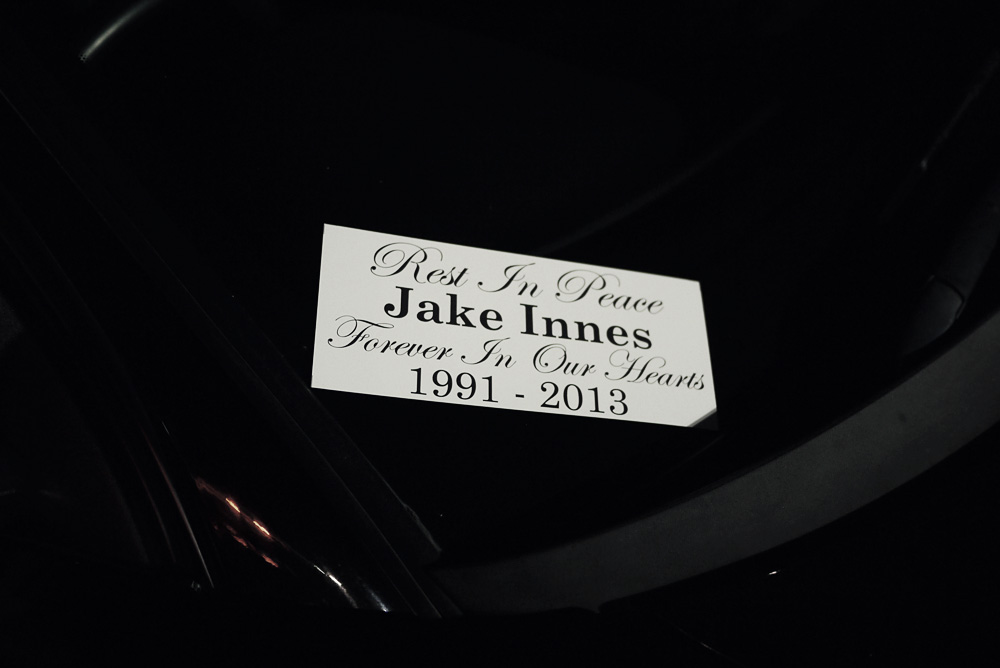 Rest In Peace
Jake Innes
Forever In Our Hearts
1991 - 2013